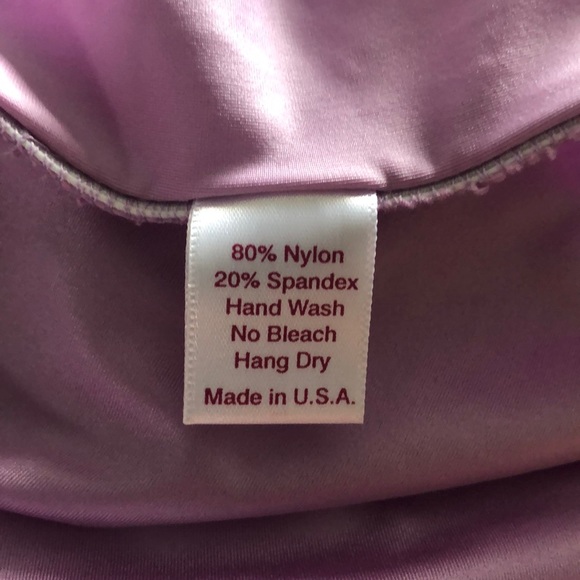 80% Nylon
20% Spandex
Hand Wash
No Bleach
Hang Dry
Made in U.S.A.